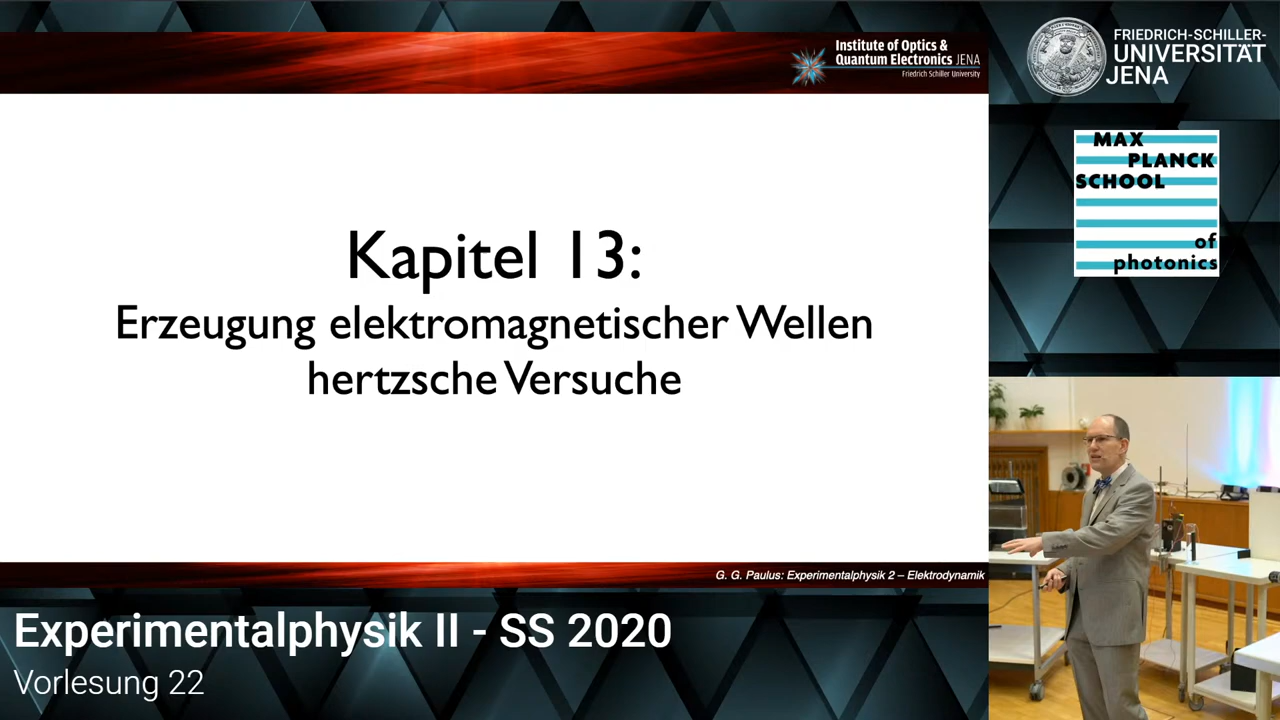 Institute of Optics &
Quantum Electronics JENA
Friedrich Schiller University
FRIEDRICH-SCHILLER-
UNIVERSITÄT
JENA
MAX
PLANCK
SCHOOL
of
photonics
Kapitel 13:
Erzeugung elektromagnetischer Wellen
hertzsche Versuche
G. G. Paulus: Experimentalphysik 2 – Elektrodynamik
Experimentalphysik II - SS 2020
Vorlesung 22